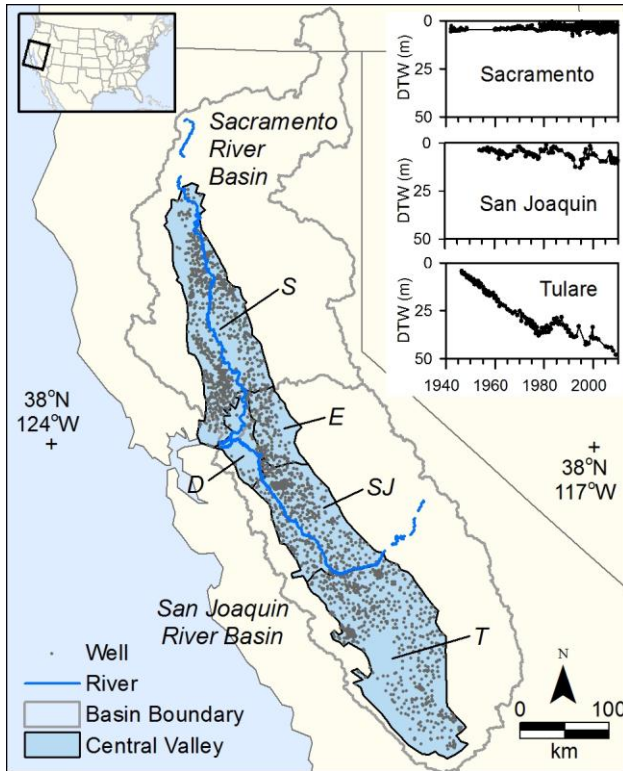 0
25
50
DTW (m)
Sacramento
0
25
50
DTW (m)
San Joaquin
0
25
50
DTW (m)
Tulare
1940 1960 1980 2000
Sacramento
River
Basin
S
38°N
124°W
+
E
D
SJ
+
38°N
117°W
San Joaquin
River Basin
T
Well
River
Basin Boundary
Central Valley
N
0 100
km